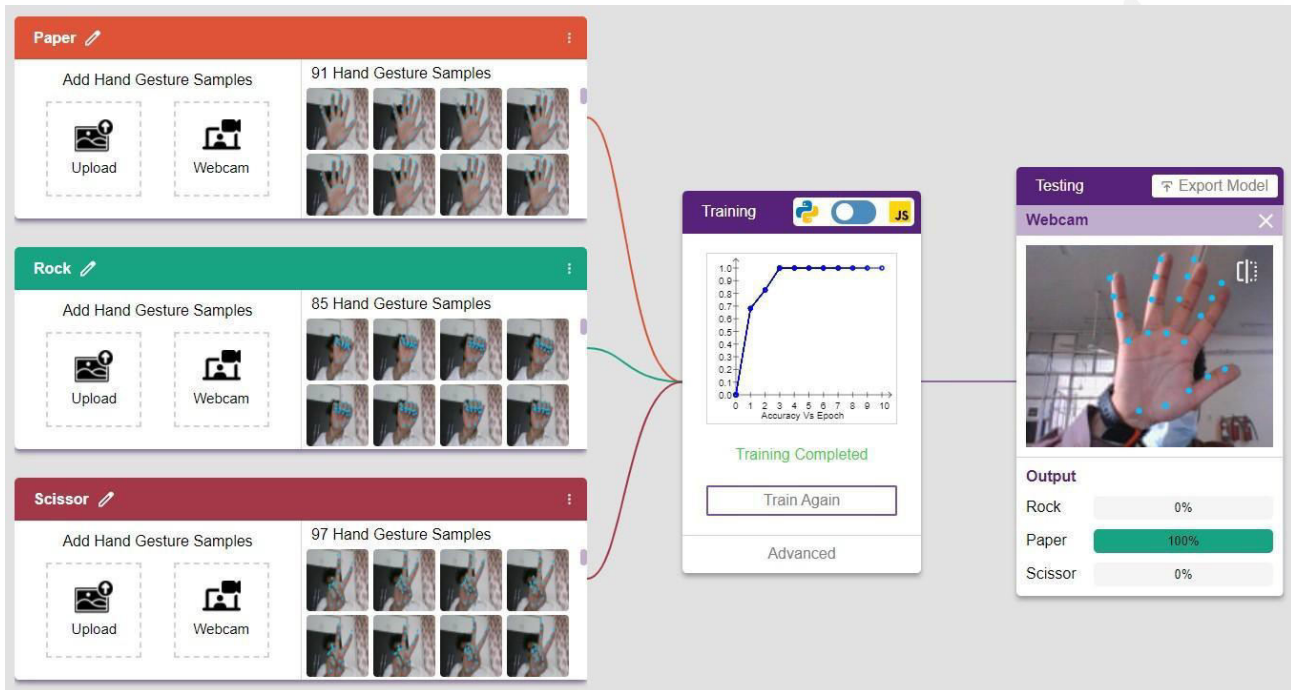 Paper
Add Hand Gesture Samples
Upload
Webcam
91 Hand Gesture Samples
Rock
Add Hand Gesture Samples
Upload
Webcam
85 Hand Gesture Samples
Scissor
Add Hand Gesture Samples
Upload
Webcam
97 Hand Gesture Samples
Training
JS
1.0
0.9
0.8
0.7
0.6
0.5
0.4
0.3
0.2
0.1
0.0
0 1 2 3 4 5 6 7 8 9 10
Accuracy Vs Epoch
Training Completed
Train Again
Advanced
Testing
Export Model
Webcam
Output
Rock 0%
Paper 100%
Scissor 0%